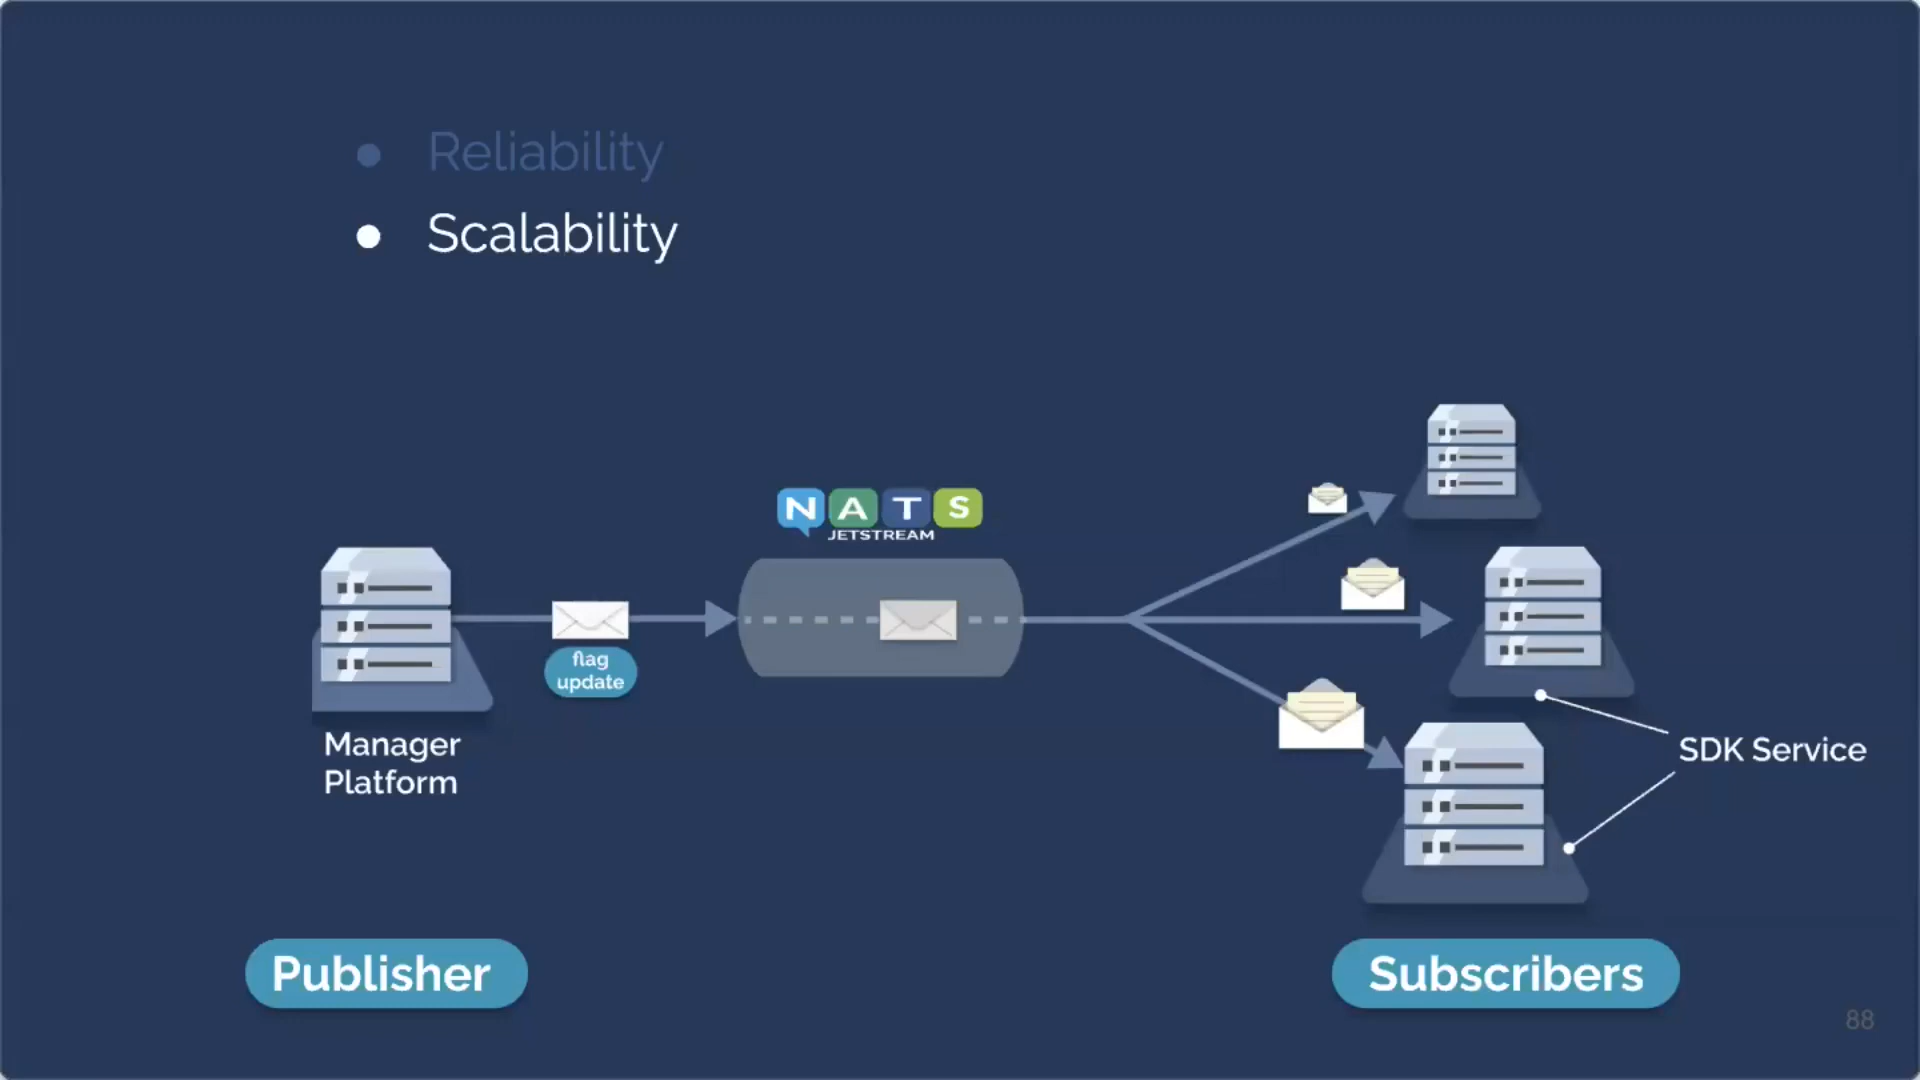 Reliability
Scalability
NATS
JETSTREAM
flag
update
Manager
Platform
SDK Service
Publisher
Subscribers
88